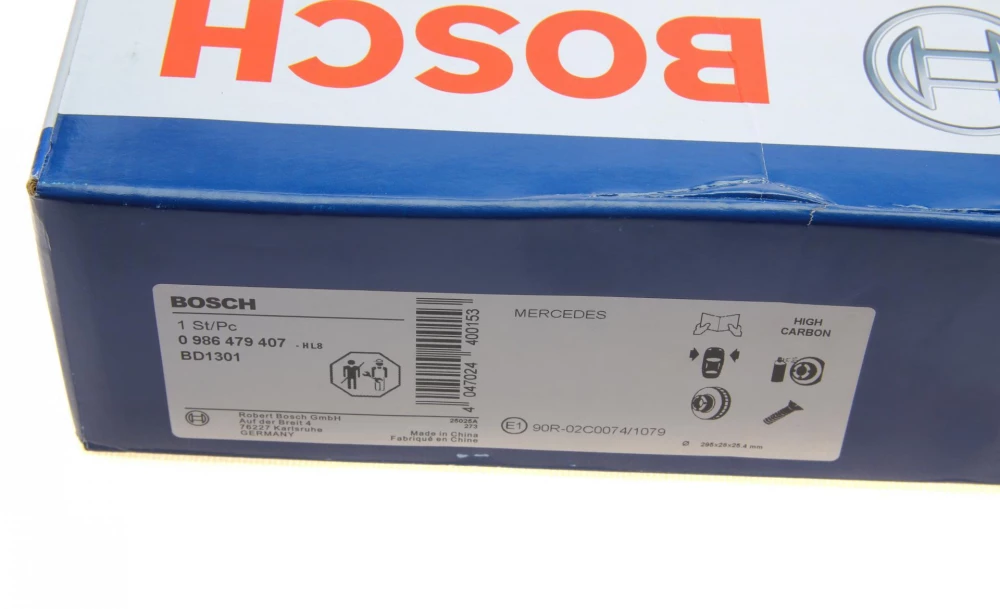 BOSCH
BOSCH
1 St/Pc
0 986 479 407 - HL8
BD1301
Robert Bosch GmbH
Auf der Breit 4
76227 Karlsruhe
GERMANY
273
Made in China
Fabriqué en Chine
4 047024 400153
MERCEDES
E1 90R-02C0074/1079
HIGH
CARBON